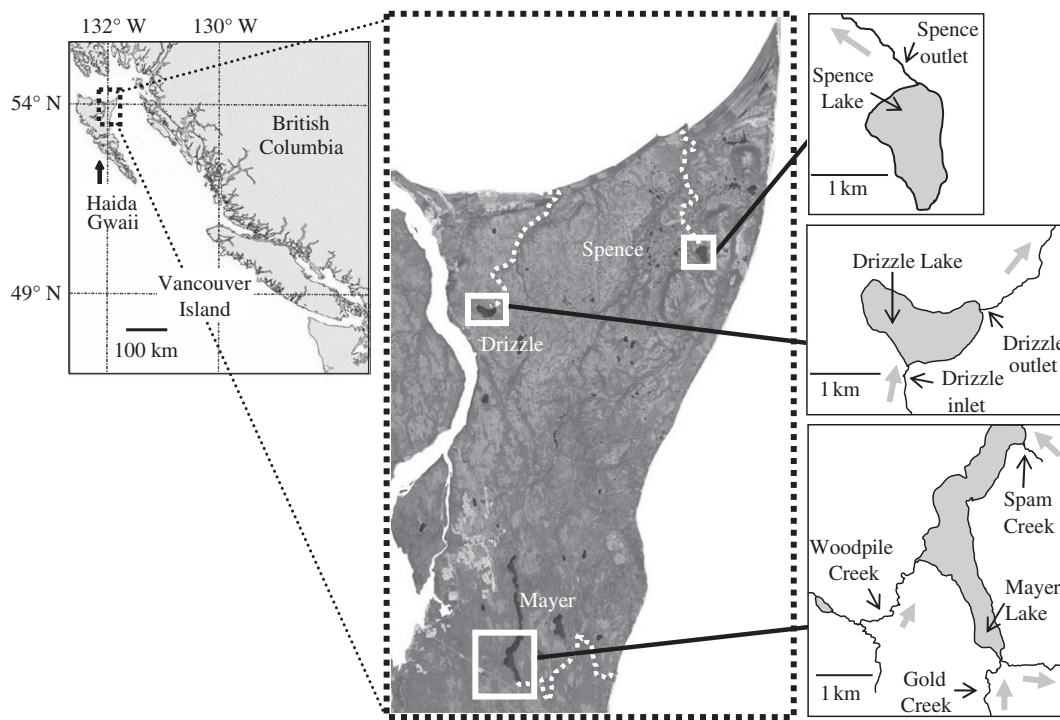 132° W
130° W
54° N
British
Columbia
Haida
Gwaii
49° N
Vancouver
Island
100 km
Spence
Drizzle
Mayer
Spence
outlet
Spence
Lake
1 km
Drizzle Lake
Drizzle
outlet
1 km
Drizzle
inlet
Spam
Creek
Woodpile
Creek
Mayer
Lake
1 km
Gold
Creek